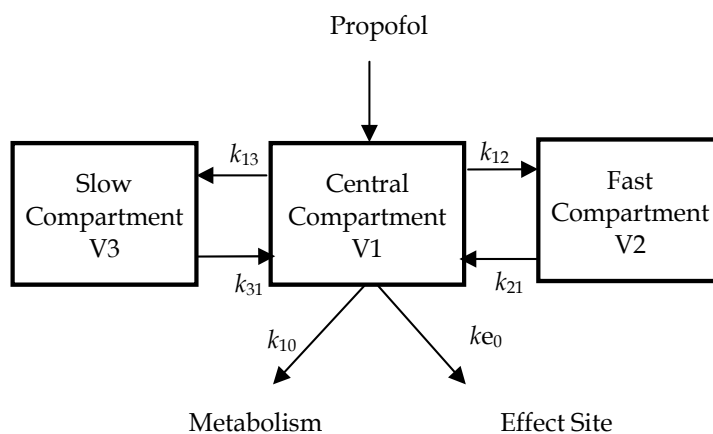 Propofol
Slow
Compartment
V3
k13
k31
Central
Compartment
V1
k12
k21
Fast
Compartment
V2
k10
ke0
Metabolism
Effect Site